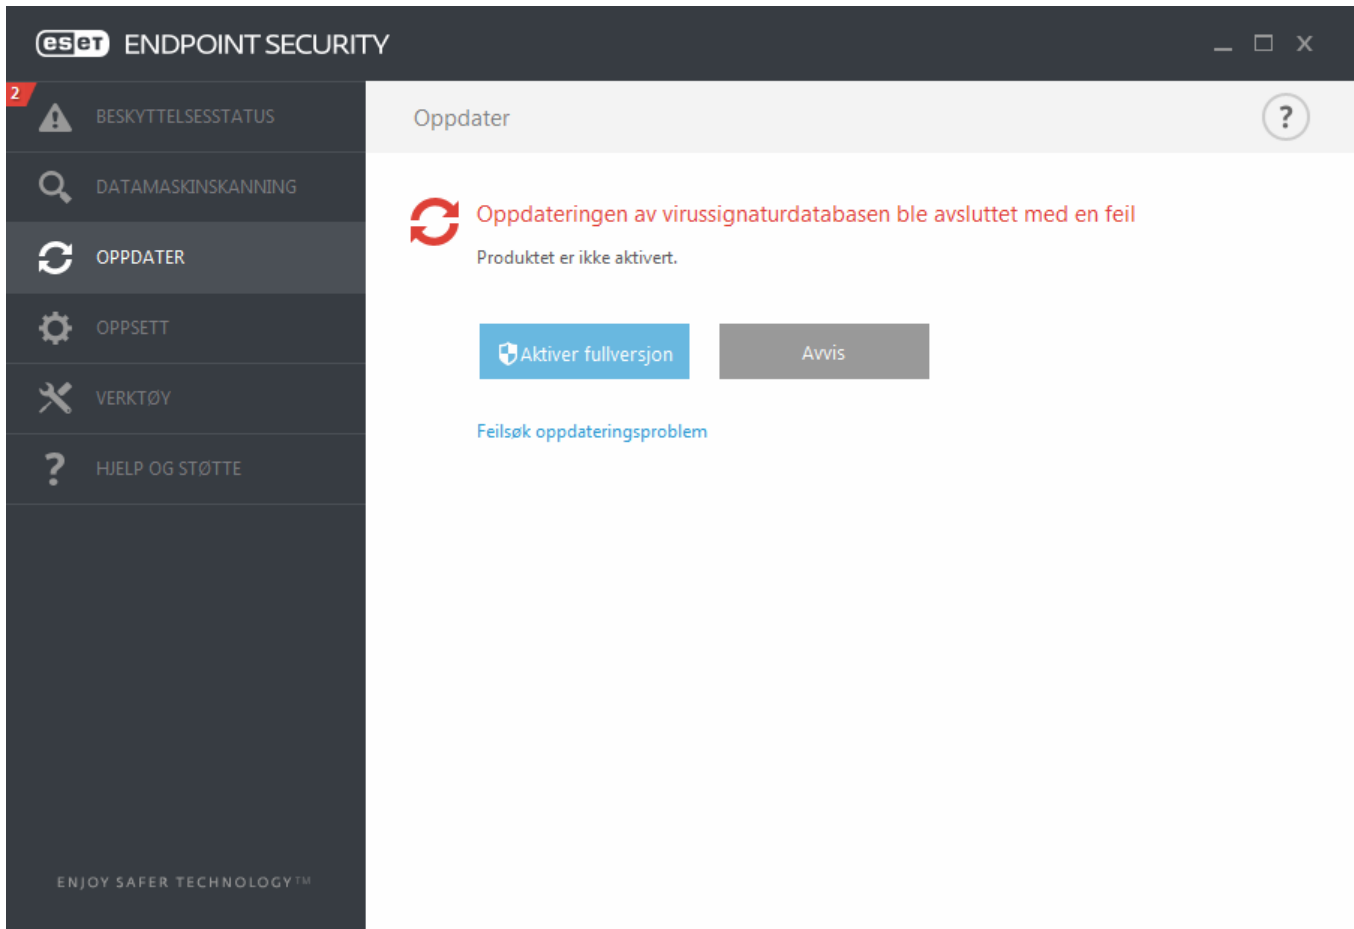 eset ENDPOINT SECURITY
2
BESKYTTELSESSTATUS
DATAMASKINSKANNING
OPPDATER
OPPSETT
VERKTØY
? HJELP OG STØTTE
ENJOY SAFER TECHNOLOGY™
Oppdater
?
Oppdateringen av virussignaturdatabasen ble avsluttet med en feil
Produktet er ikke aktivert.
Aktiver fullversjon
Avvis
Feilsøk oppdateringsproblem